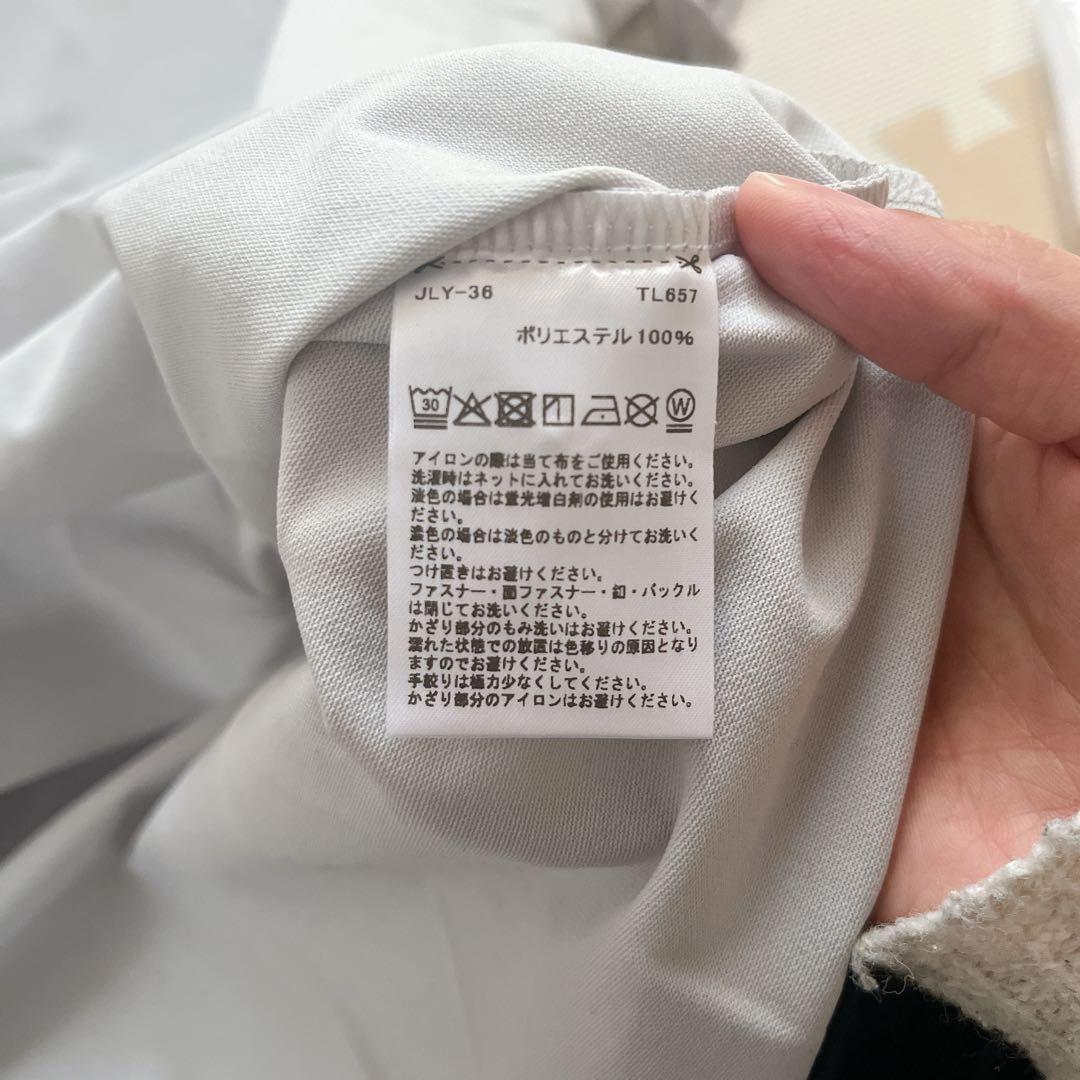 JLY-36 TL657
ポリエステル100%
30 W
アイロンの際は当て布をご使用ください。
洗濯時はネットに入れてお洗いください。
淡色の場合は蛍光増白剤の使用はお避けく
ださい。
濃色の場合は淡色のものと分けてお洗いく
ださい。
つけ置きはお避けください。
ファスナー・面ファスナー・釦・バックル
は閉じてお洗いください。
かざり部分のもみ洗いはお避けください。
濡れた状態での放置は色移りの原因となり
ますのでお避けください。
手絞りは極力少なくしてください。
かざり部分のアイロンはお避けください。